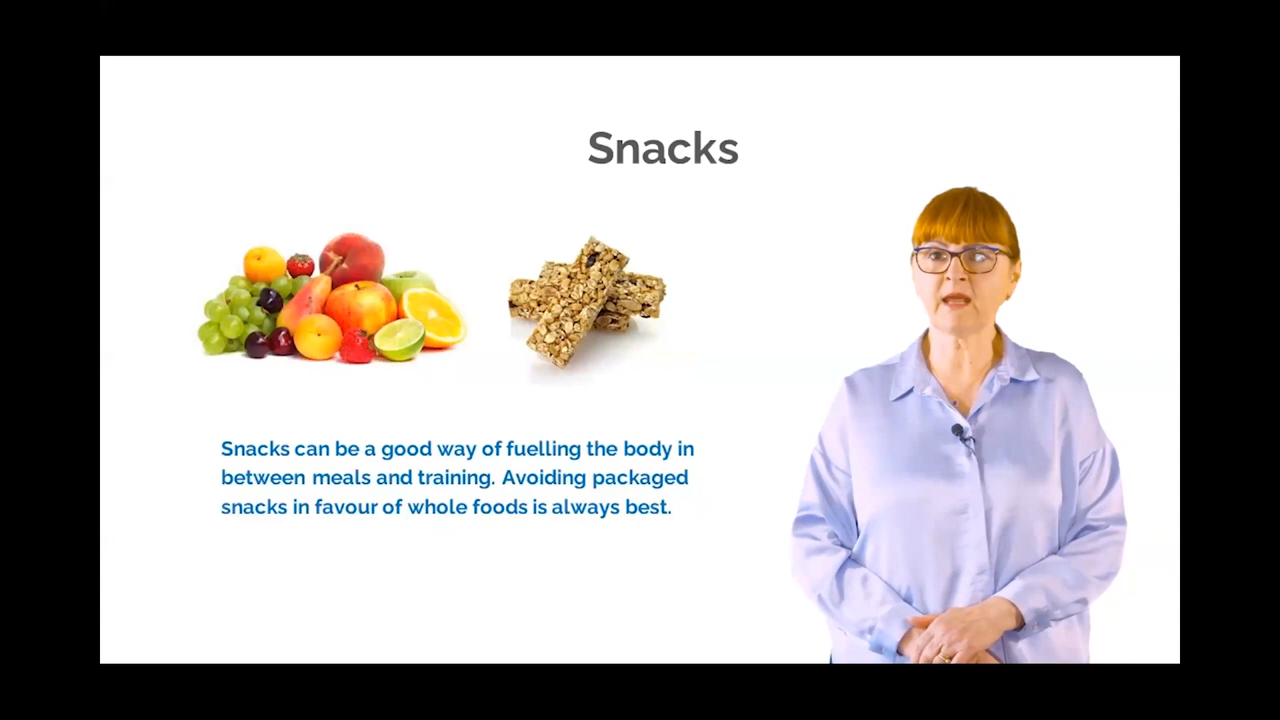 Snacks
Snacks can be a good way of fuelling the body in
between meals and training. Avoiding packaged
snacks in favour of whole foods is always best.